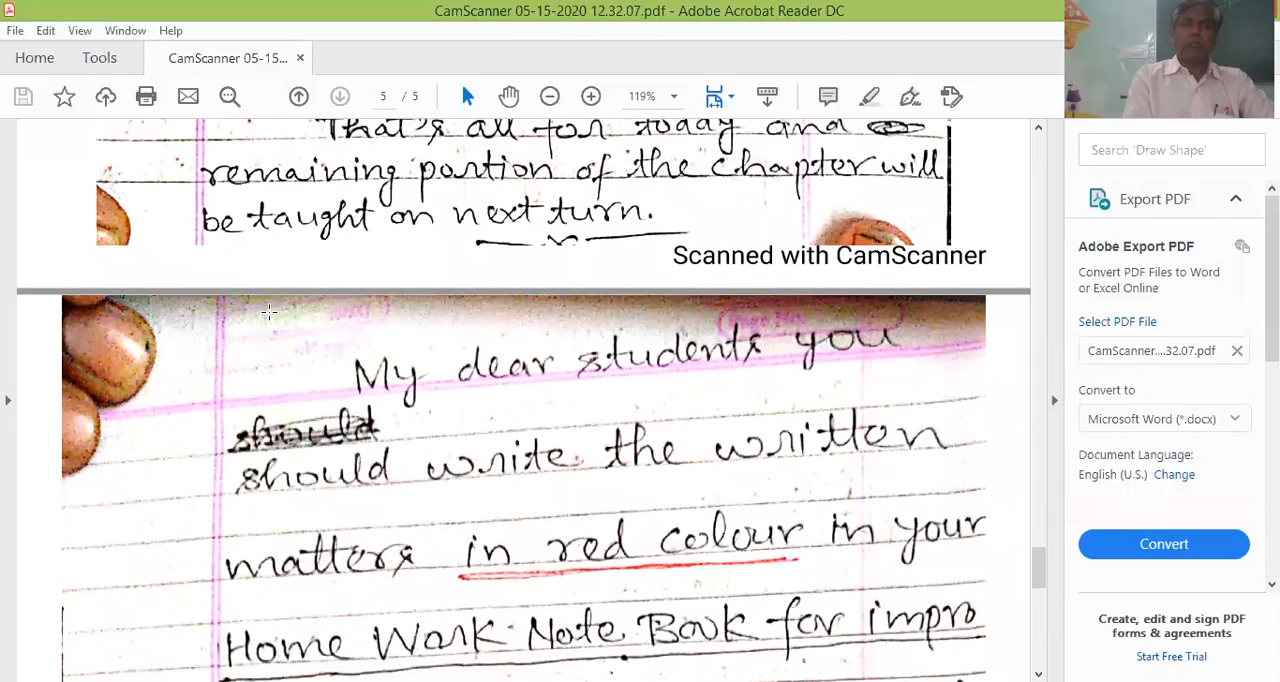 CamScanner 05-15-2020 12.32.07.pdf - Adobe Acrobat Reader DC
File Edit View Window Help
Home Tools CamScanner 05-15... ×
5 / 5 119%
Search 'Draw Shape'
That's all for today and
remaining portion of the chapter will
be taught on next turn.
Scanned with CamScanner
My dear students you
should
should write the written
matters in red colour in your
Home Work Note Book for impro
Export PDF
Adobe Export PDF
Convert PDF Files to Word
or Excel Online
Select PDF File
CamScanner....32.07.pdf ×
Convert to
Microsoft Word (*.docx)
Document Language:
English (U.S.) Change
Convert
Create, edit and sign PDF
forms & agreements
Start Free Trial